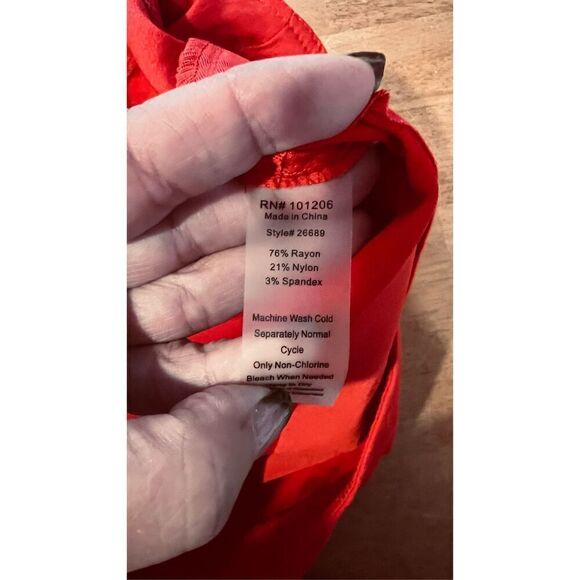 RN# 101206
Made in China
Style# 26689
76% Rayon
21% Nylon
3% Spandex
Machine Wash Cold
Separately Normal
Cycle
Only Non-Chlorine
Bleach When Needed